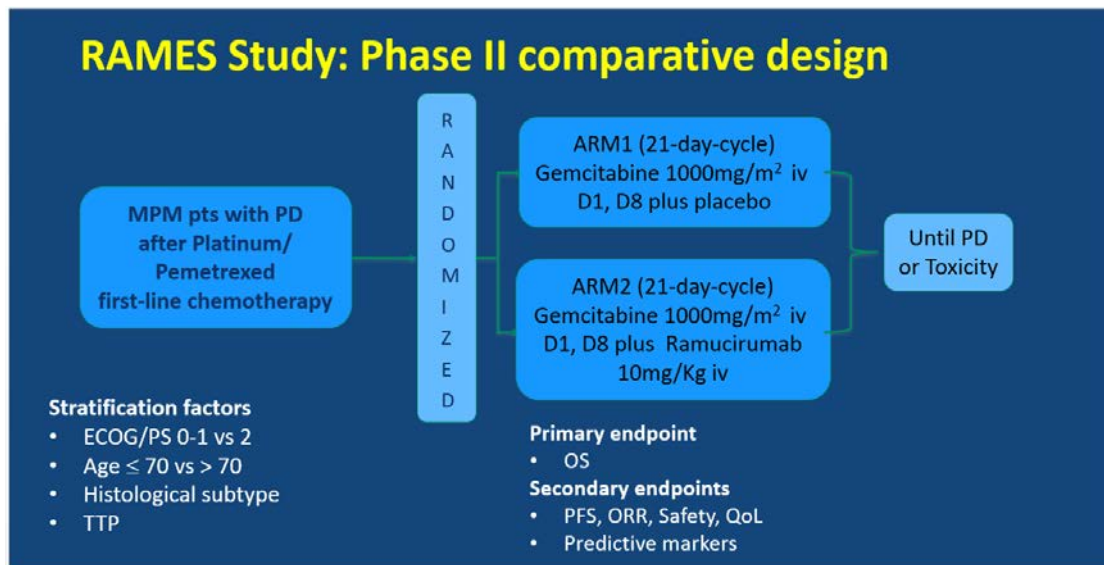 RAMES Study: Phase II comparative design
MPM pts with PD
after Platinum/
Pemetrexed
first-line chemotherapy
R
A
N
D
O
M
I
Z
E
D
ARM1 (21-day-cycle)
Gemcitabine 1000mg/m² iv
D1, D8 plus placebo
ARM2 (21-day-cycle)
Gemcitabine 1000mg/m² iv
D1, D8 plus Ramucirumab
10mg/Kg iv
Until PD
or Toxicity
Stratification factors
• ECOG/PS 0-1 vs 2
• Age ≤ 70 vs > 70
• Histological subtype
• TTP
Primary endpoint
• OS
Secondary endpoints
• PFS, ORR, Safety, QoL
• Predictive markers